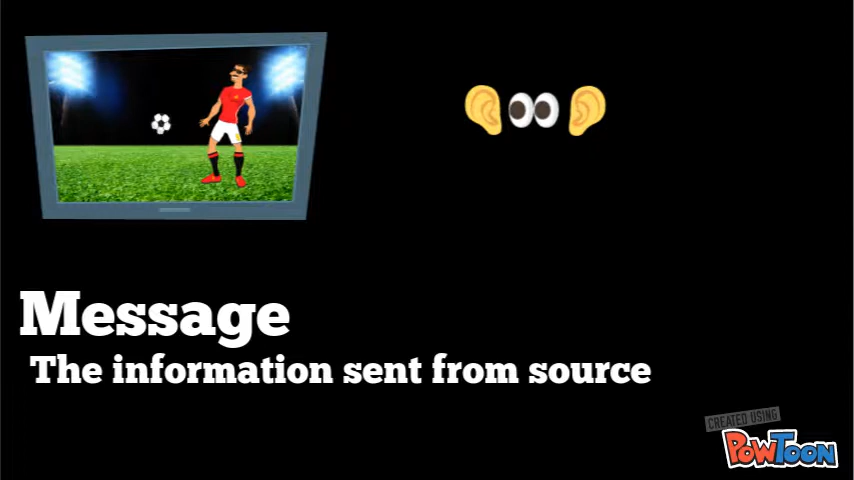 Message
The information sent from source
CREATED USING
POWTOON